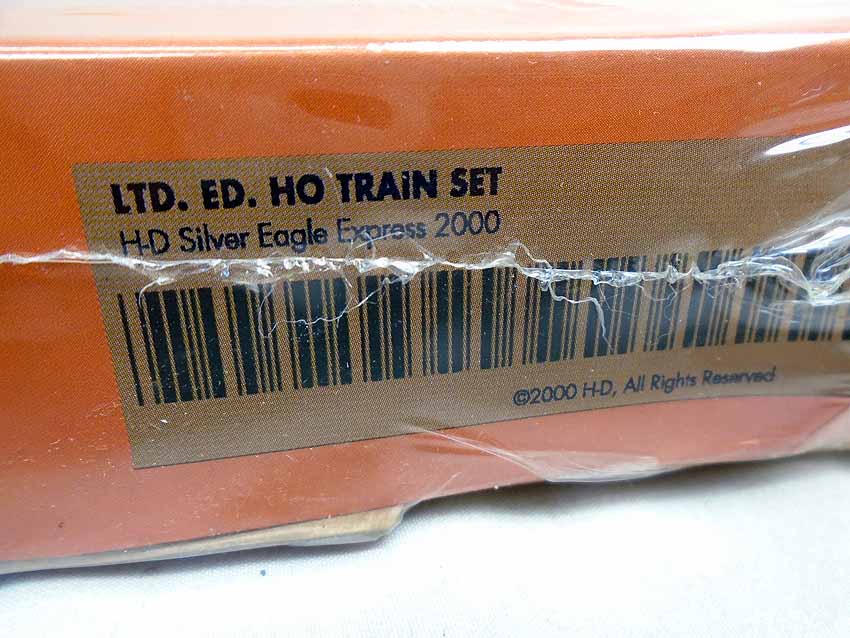 LTD. ED. HO TRAiN SET
H-D Silver Eagle Express 2000
©2000 H-D, All Rights Reserved